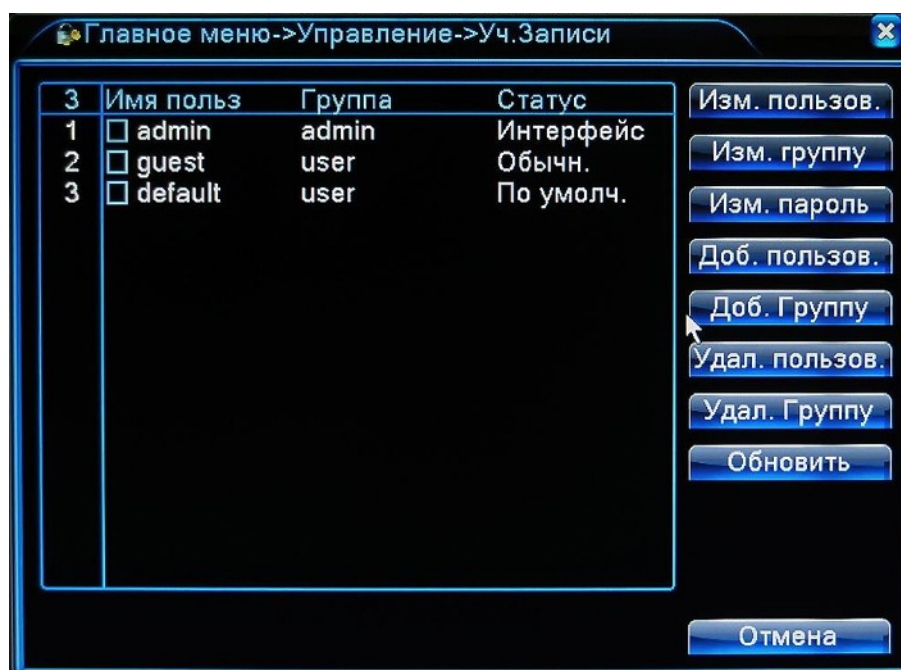 Главное меню->Управление->Уч.Записи
3 Имя польз Группа Статус
1 admin admin Интерфейс
2 guest user Обычн.
3 default user По умолч.
Изм. пользов.
Изм. группу
Изм. пароль
Доб. пользов.
Доб. Группу
Удал. пользов.
Удал. Группу
Обновить
Отмена